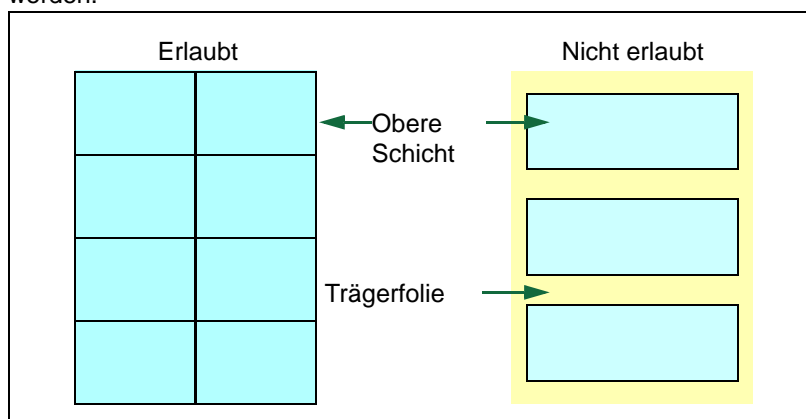 Erlaubt
Nicht erlaubt
Obere
Schicht
Trägerfolie